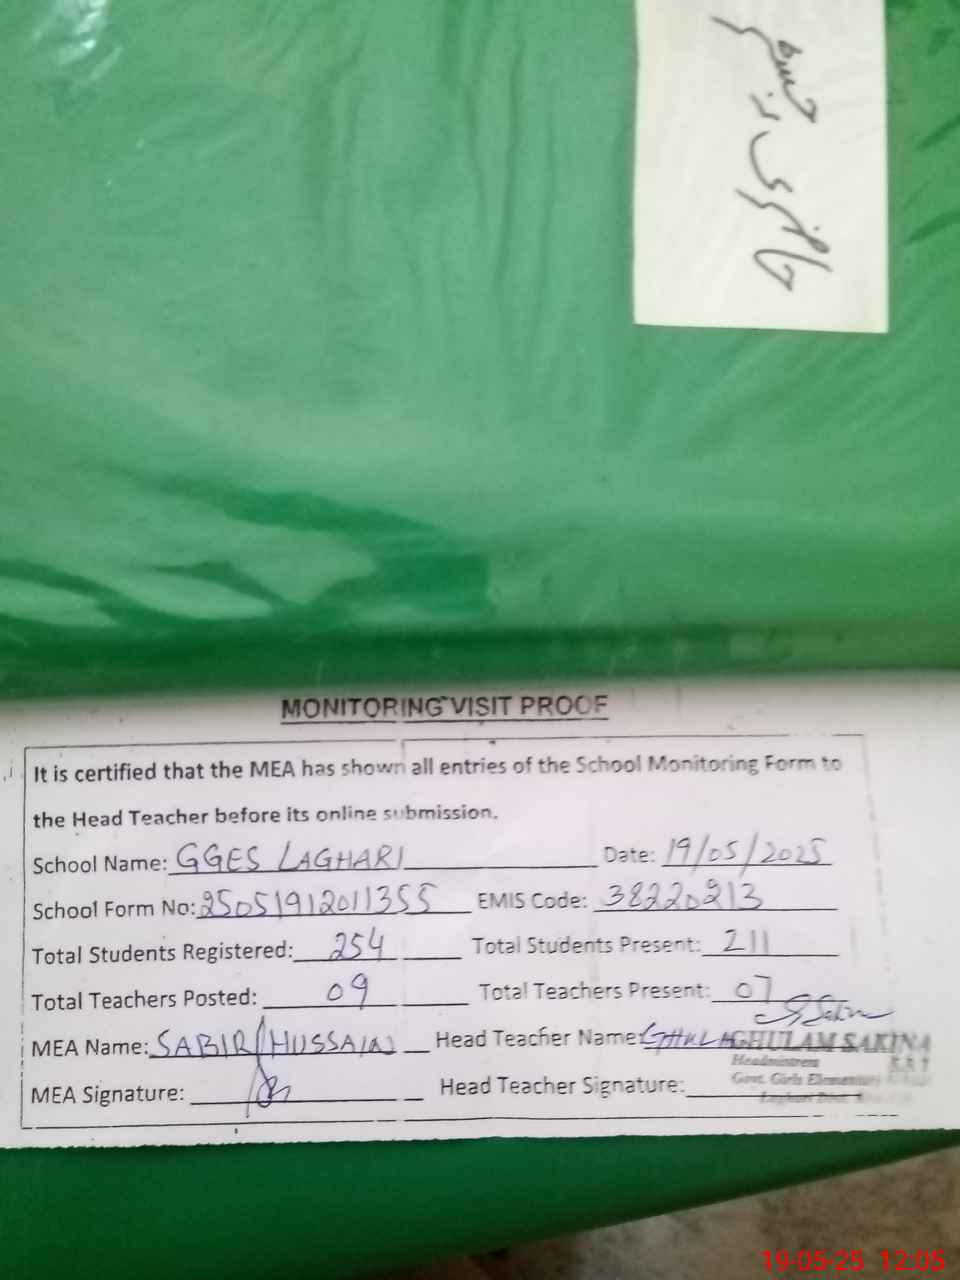 حاضری رجسٹر
MONITORING VISIT PROOF
It is certified that the MEA has shown all entries of the School Monitoring Form to
the Head Teacher before its online submission.
School Name: GGES LAGHARI Date: 19/05/2025
School Form No: 25051912011355 EMIS Code: 38220213
Total Students Registered: 254 Total Students Present: 211
Total Teachers Posted: 09 Total Teachers Present: 07
MEA Name: SABIR HUSSAIN Head Teacher Name:
GHULAM SAKINA
Headmistress
MEA Signature: Head Teacher Signature:
Govt. Girls Elementary
Laghari
19-05-25 12:05